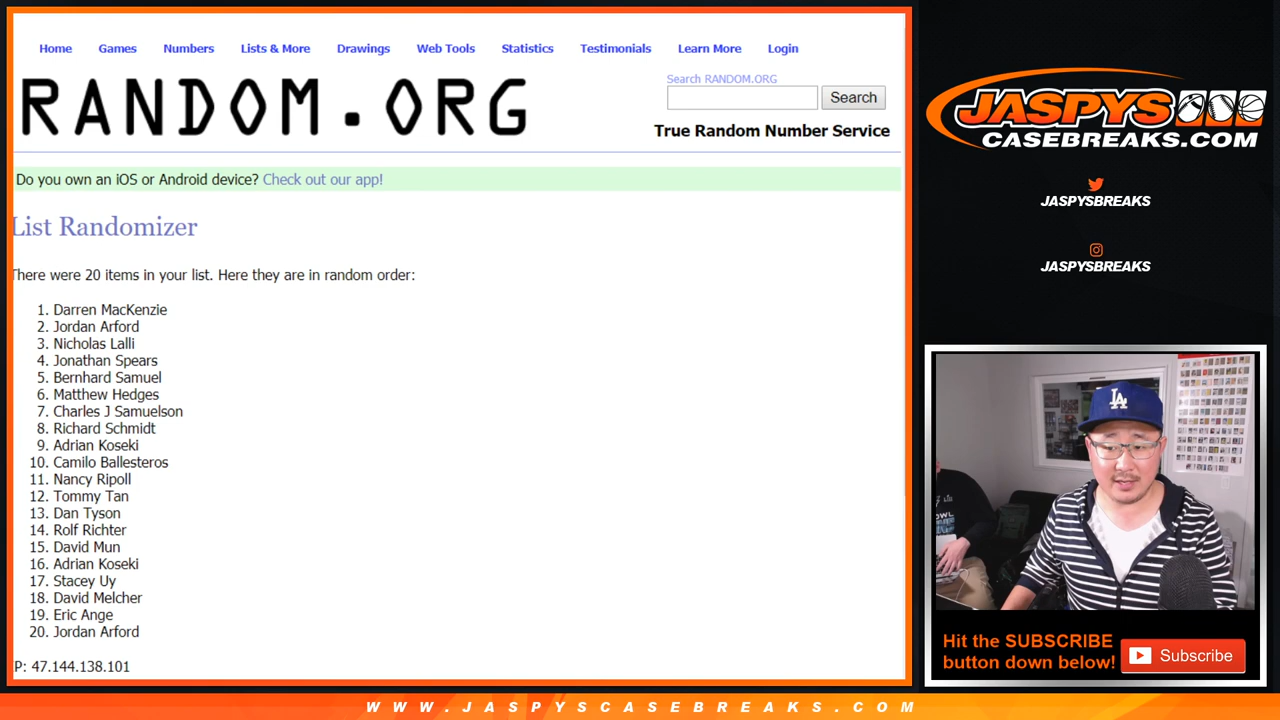 Home Games Numbers Lists & More Drawings Web Tools Statistics Testimonials Learn More Login
RANDOM.ORG
Search RANDOM.ORG
Search
True Random Number Service
Do you own an iOS or Android device? Check out our app!
List Randomizer
There were 20 items in your list. Here they are in random order:
1. Darren MacKenzie
2. Jordan Arford
3. Nicholas Lalli
4. Jonathan Spears
5. Bernhard Samuel
6. Matthew Hedges
7. Charles J Samuelson
8. Richard Schmidt
9. Adrian Koseki
10. Camilo Ballesteros
11. Nancy Ripoll
12. Tommy Tan
13. Dan Tyson
14. Rolf Richter
15. David Mun
16. Adrian Koseki
17. Stacey Uy
18. David Melcher
19. Eric Ange
20. Jordan Arford
P: 47.144.138.101
JASPYS
CASEBREAKS.COM
JASPYSBREAKS
JASPYSBREAKS
LA
Hit the SUBSCRIBE
button down below!
Subscribe
WWW.JASPYSCASEBREAKS.COM